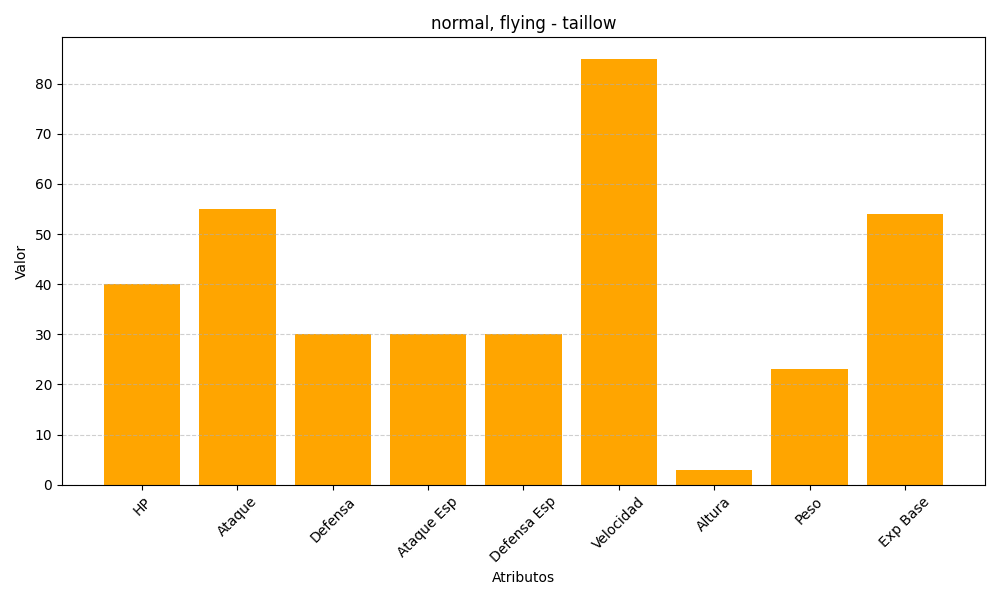 normal, flying - taillow
Valor
80
70
60
50
40
30
20
10
0
HP
Ataque
Defensa
Ataque Esp
Defensa Esp
Velocidad
Altura
Peso
Exp Base
Atributos